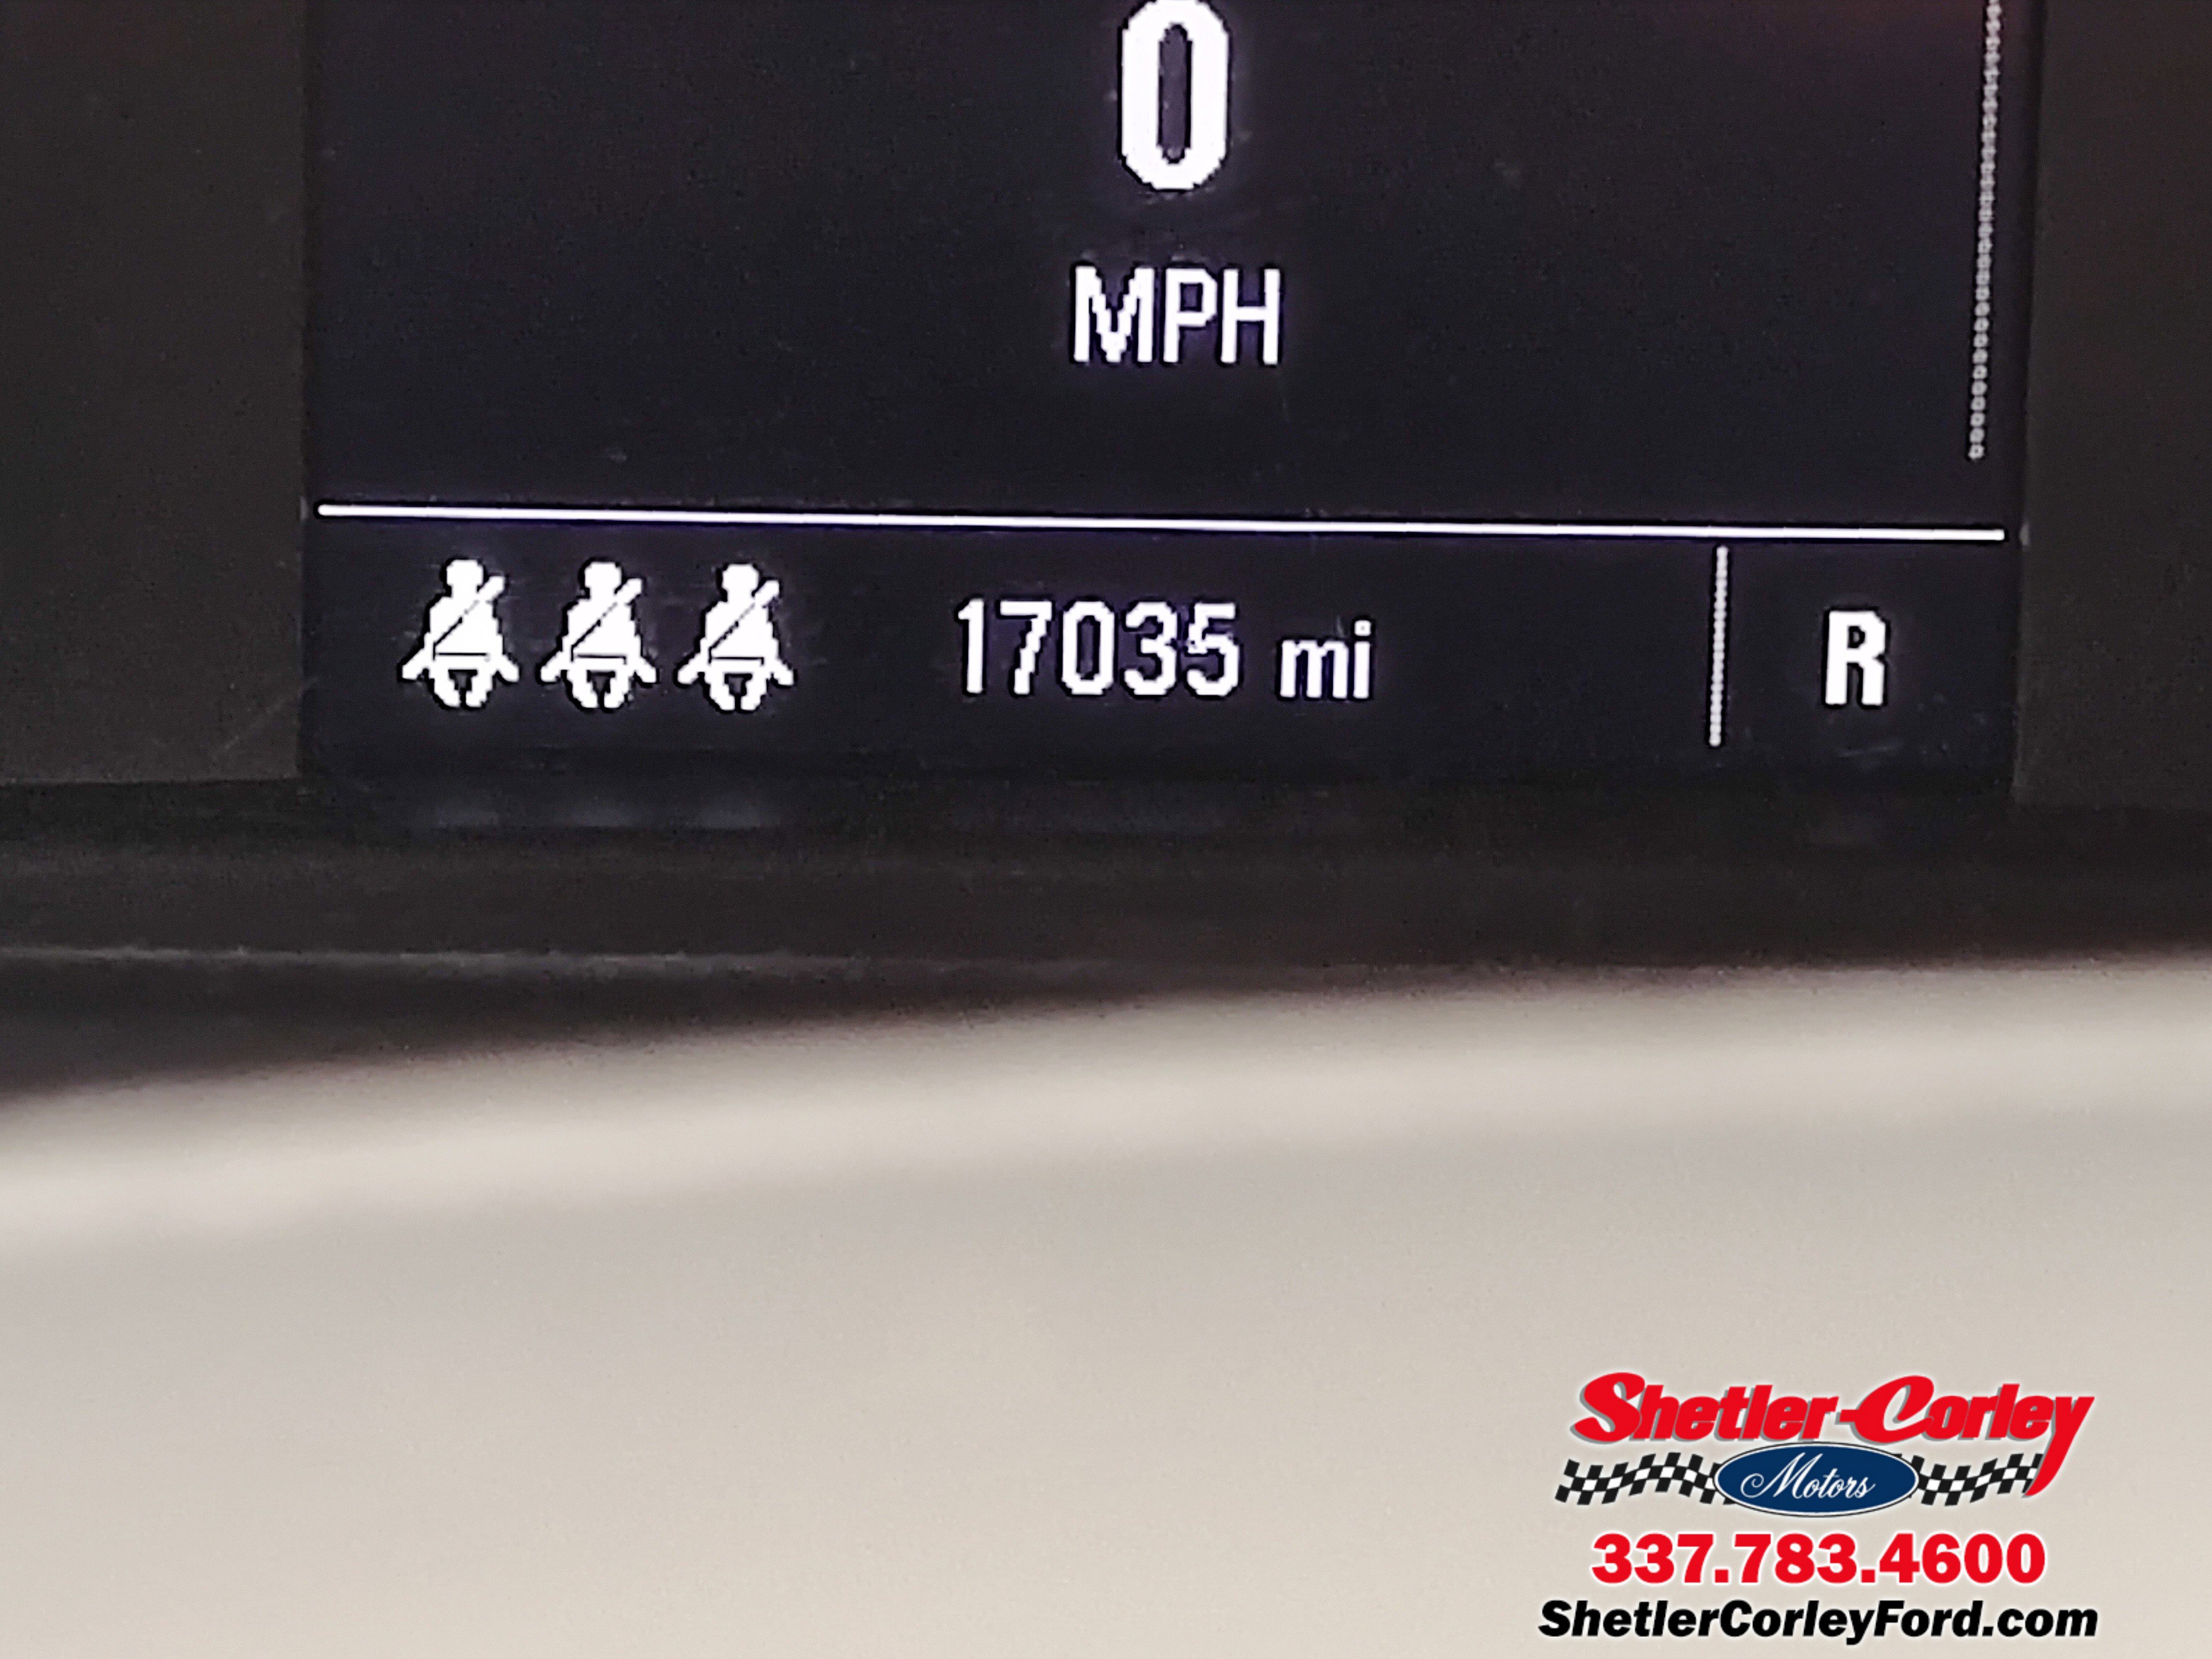 0
MPH
17035 mi
R
Shetler-Corley
Motors
337.783.4600
ShetlerCorleyFord.com